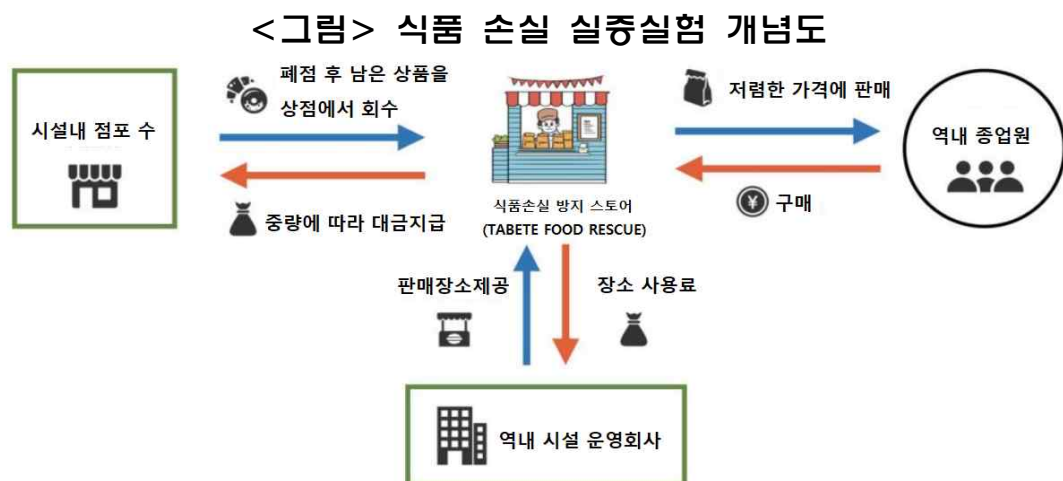 <그림> 식품 손실 실증실험 개념도
시설내 점포 수
폐점 후 남은 상품을
상점에서 회수
중량에 따라 대금지급
식품손실 방지 스토어
(TABETE FOOD RESCUE)
저렴한 가격에 판매
구매
역내 종업원
판매장소제공
장소 사용료
역내 시설 운영회사